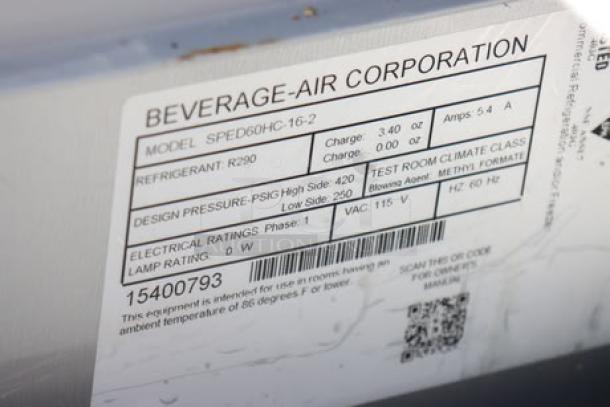 BEVERAGE-AIR CORPORATION
MODEL SPED60HC-16-2
REFRIGERANT: R290
Charge: 3.40 oz
Charge: 0.00 oz
Amps: 5.4 A
DESIGN PRESSURE-PSIG High Side: 420
Low Side: 250
TEST ROOM CLIMATE CLASS
Blowing Agent: METHYL FORMATE
ELECTRICAL RATINGS Phase: 1
VAC: 115 V
HZ: 60 Hz
LAMP RATING: 0 W
15400793
This equipment is intended for use in rooms having an
ambient temperature of 86 degrees F or lower.
SCAN THIS QR CODE
FOR OWNER'S
MANUAL